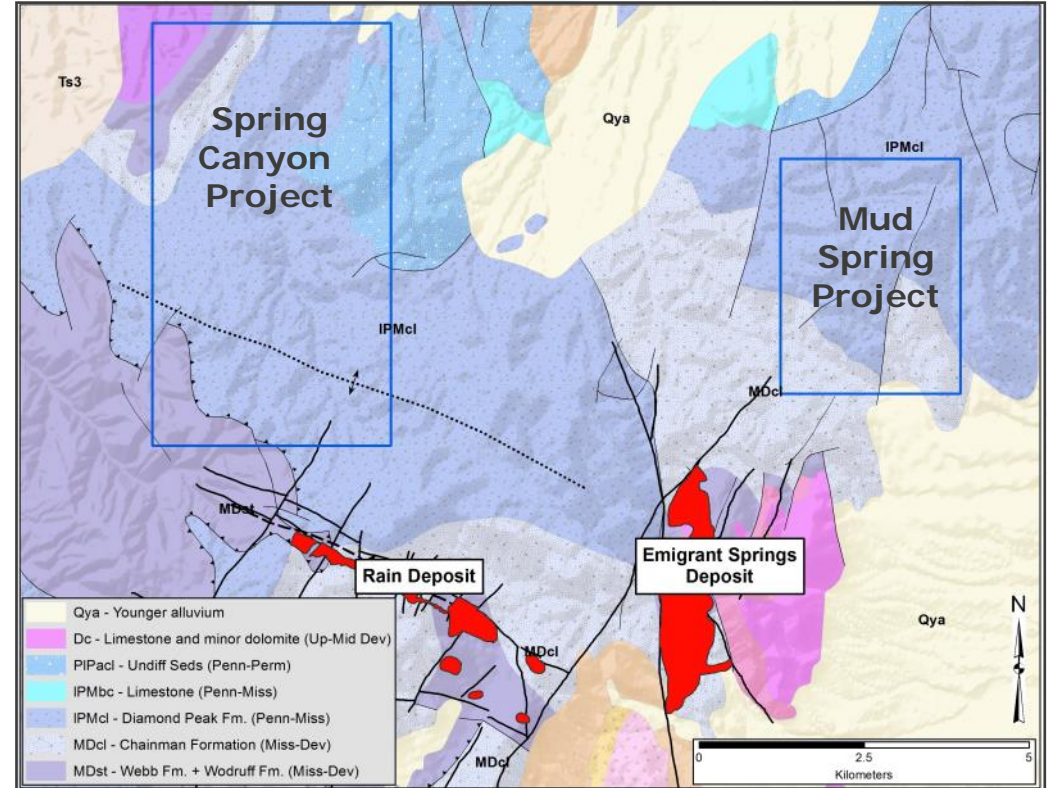 Ts3
Spring
Canyon
Project
Qya
IPMcl
Mud
Spring
Project
IPMcl
MDcl
MDst
Rain Deposit
Emigrant Springs
Deposit
MDcl
MDcl
Qya
N
Qya - Younger alluvium
Dc - Limestone and minor dolomite (Up-Mid Dev)
PIPacl - Undiff Seds (Penn-Perm)
IPMbc - Limestone (Penn-Miss)
IPMcl - Diamond Peak Fm. (Penn-Miss)
MDcl - Chainman Formation (Miss-Dev)
MDst - Webb Fm. + Wodruff Fm. (Miss-Dev)
0 2.5 5
Kilometers